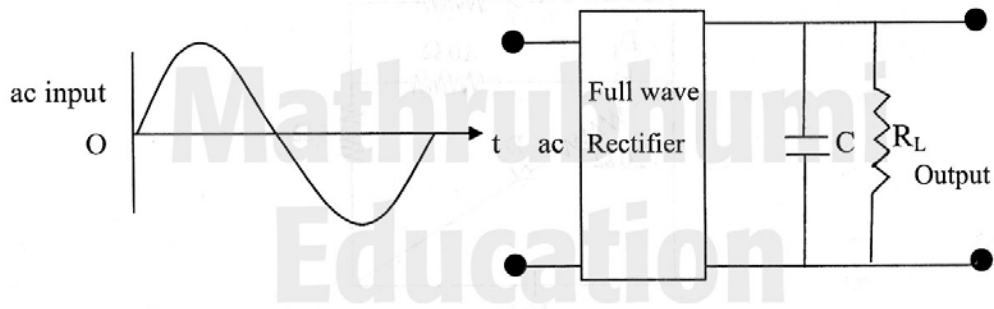 ac input
O
t
ac
Full wave
Rectifier
C
R_L
Output
Mathrubhumi
Education